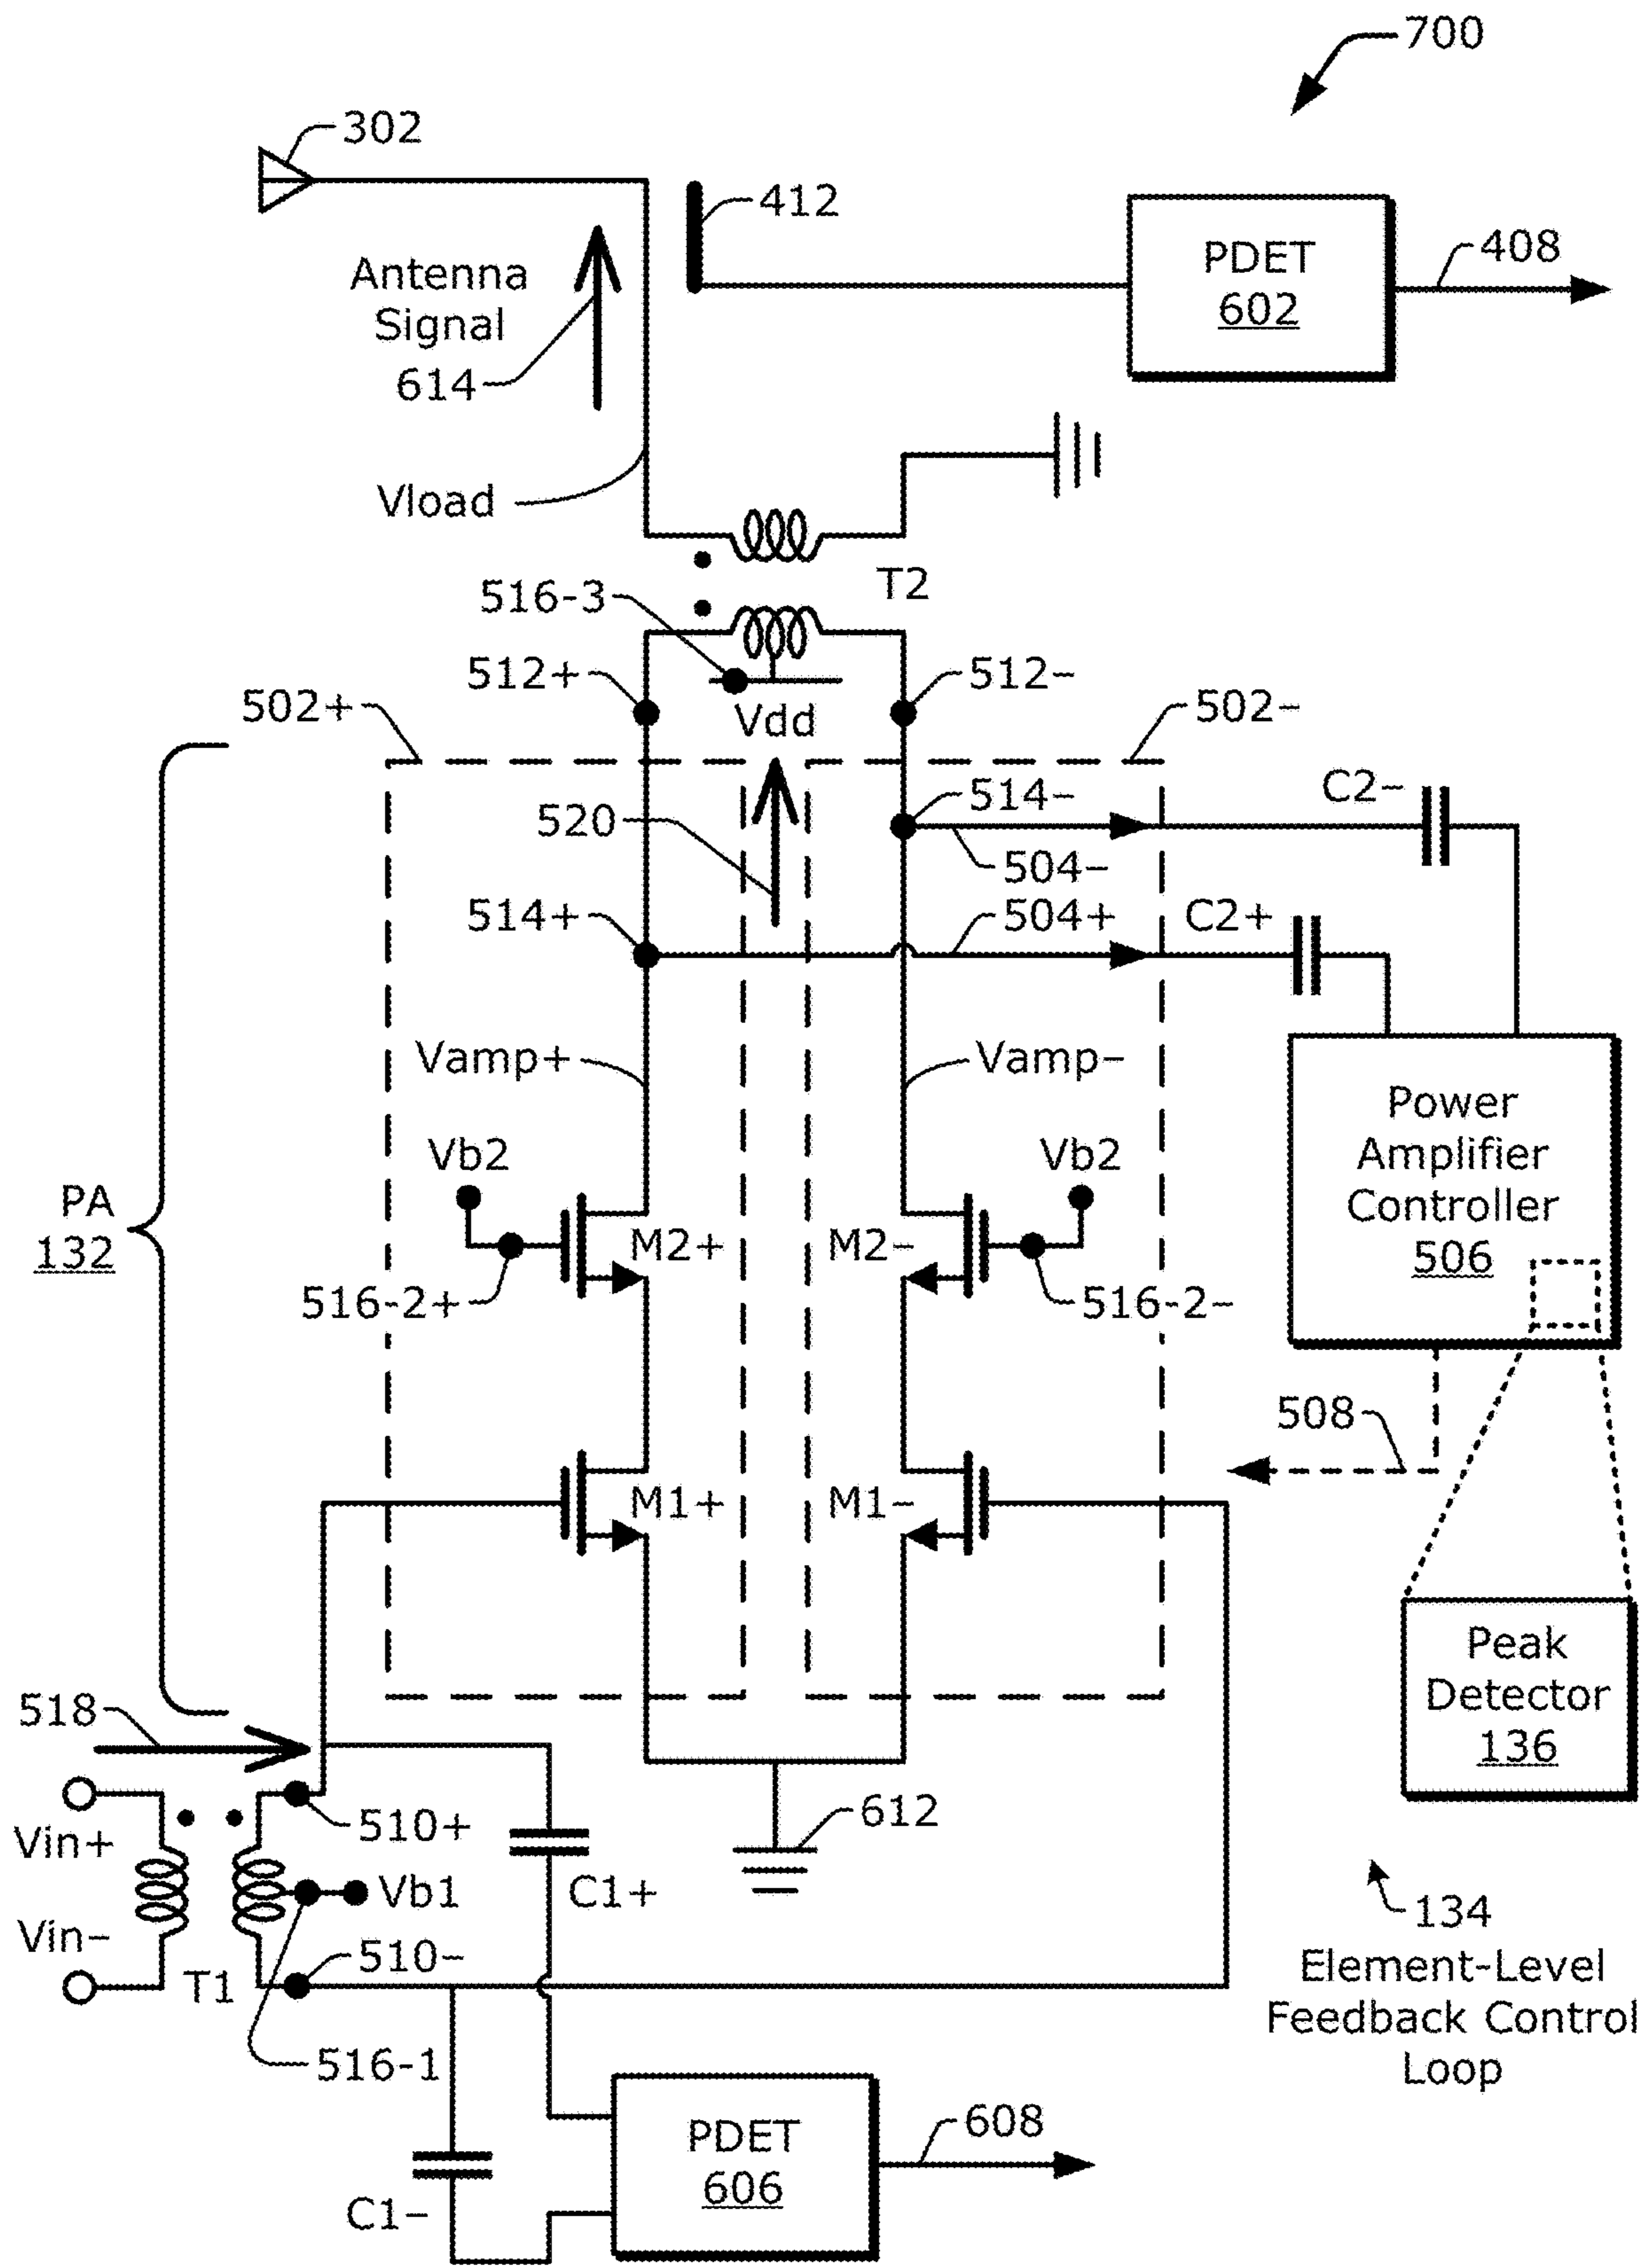 700
302
412
PDET
602
408
Antenna
Signal
614
Vload
T2
516-3
512+
512–
Vdd
502+
502–
514–
C2–
520
504–
514+
504+
C2+
Vamp+
Vamp–
Power
Amplifier
Controller
506
Vb2
Vb2
PA
132
M2+
M2–
516-2+
516-2–
508
M1+
M1–
Peak
Detector
136
518
510+
612
Vin+
Vb1
C1+
134
Element-Level
Feedback Control
Loop
Vin–
510–
T1
516-1
PDET
606
608
C1–